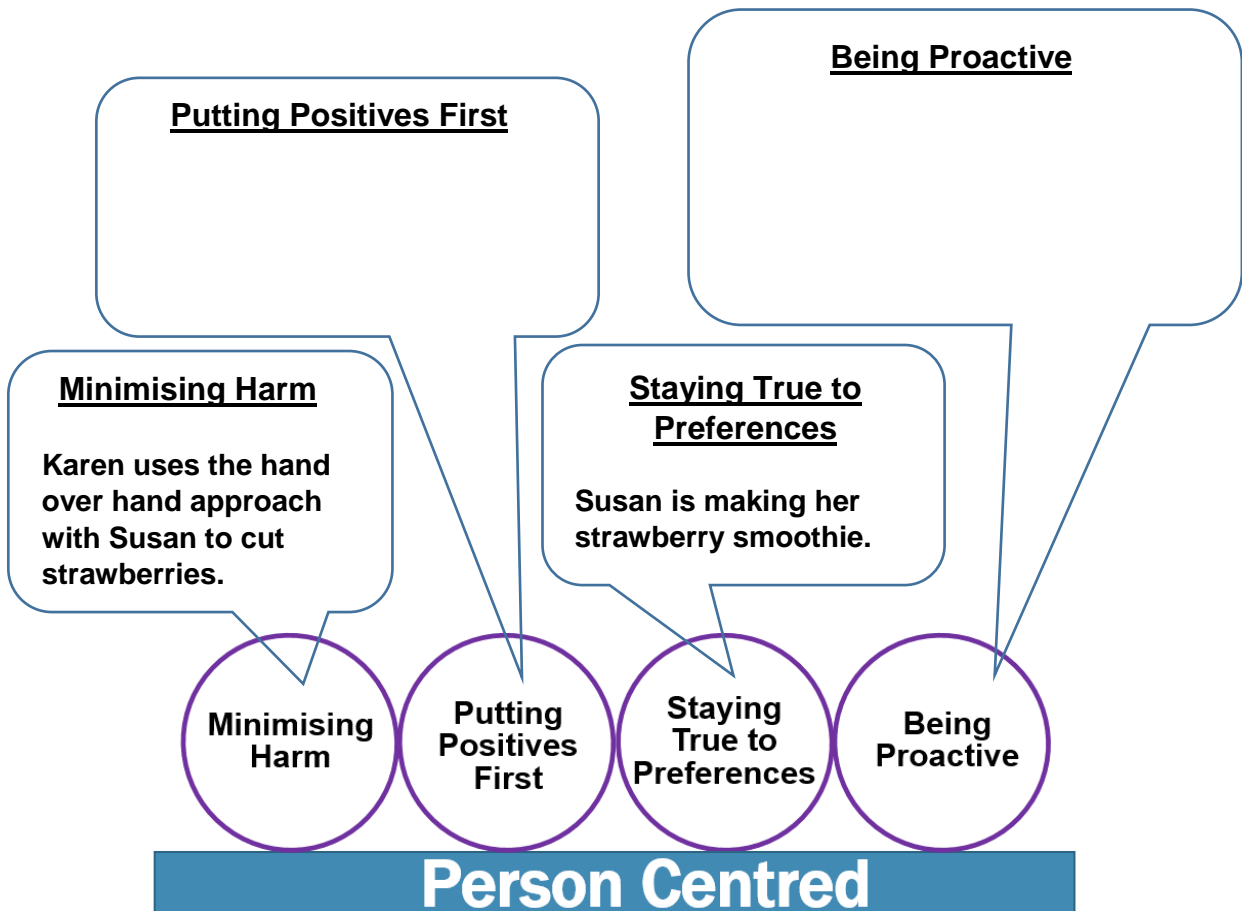 Being Proactive
Putting Positives First
Minimising Harm
Karen uses the hand
over hand approach
with Susan to cut
strawberries.
Staying True to
Preferences
Susan is making her
strawberry smoothie.
Minimising
Harm
Putting
Positives
First
Staying
True to
Preferences
Being
Proactive
Person Centred